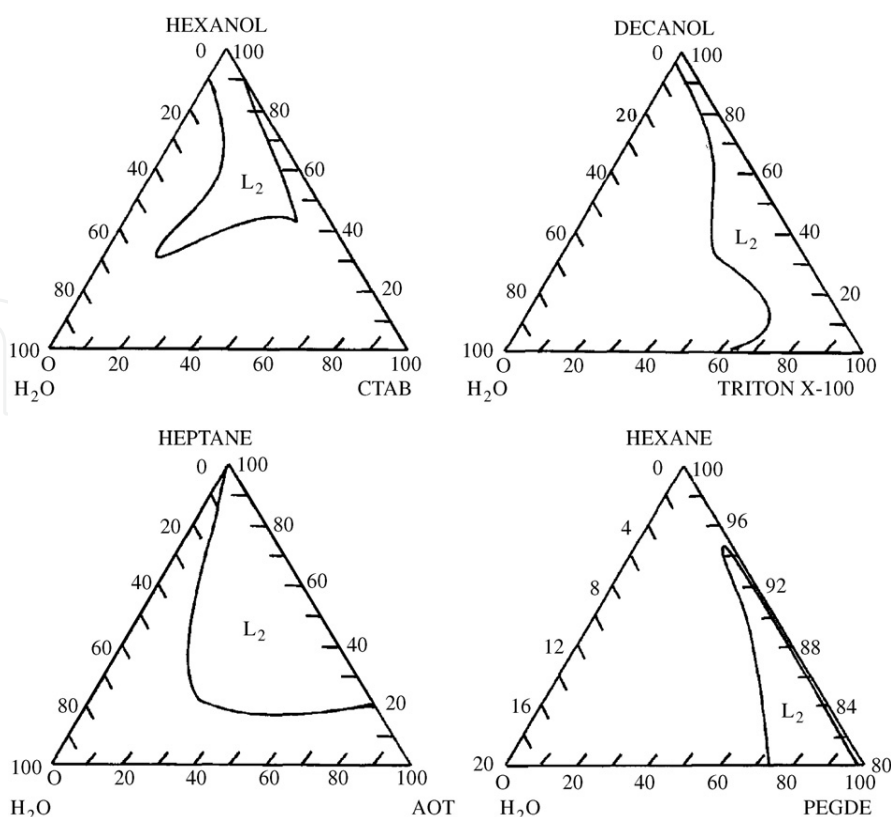 HEXANOL
0 100
20 80
40 60
L2
60 40
80 20
100
O 20 40 60 80 100
H2O CTAB
DECANOL
0 100
20 80
40 60
L2
60 40
80 20
100
O 20 40 60 80 100
H2O TRITON X-100
HEPTANE
0 100
20 80
40 60
L2
60 40
80 20
100
O 20 40 60 80 100
H2O AOT
HEXANE
0 100
4 96
8 92
12 88
16 84
L2
20 80
O 20 40 60 80 100
H2O PEGDE